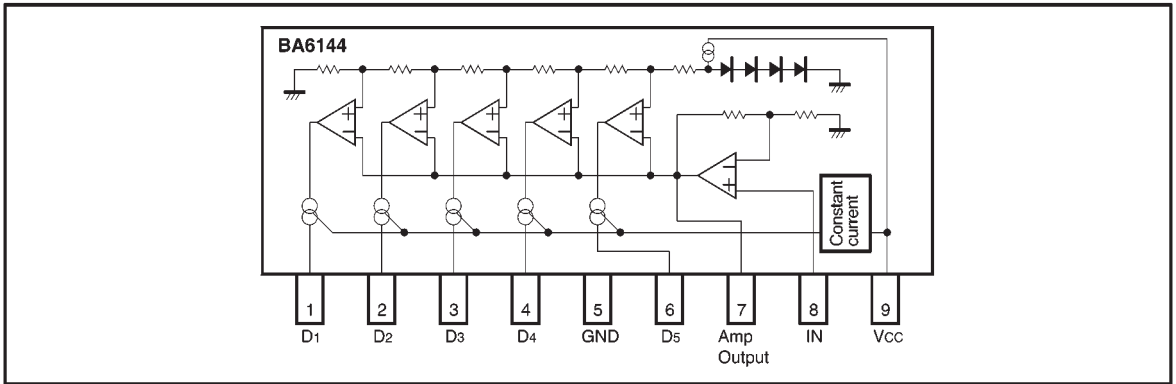 BA6144
+ + + + +
− − − − −
−
+
Constant
current
1 2 3 4 5 6 7 8 9
D1 D2 D3 D4 GND D5 Amp IN VCC
Output